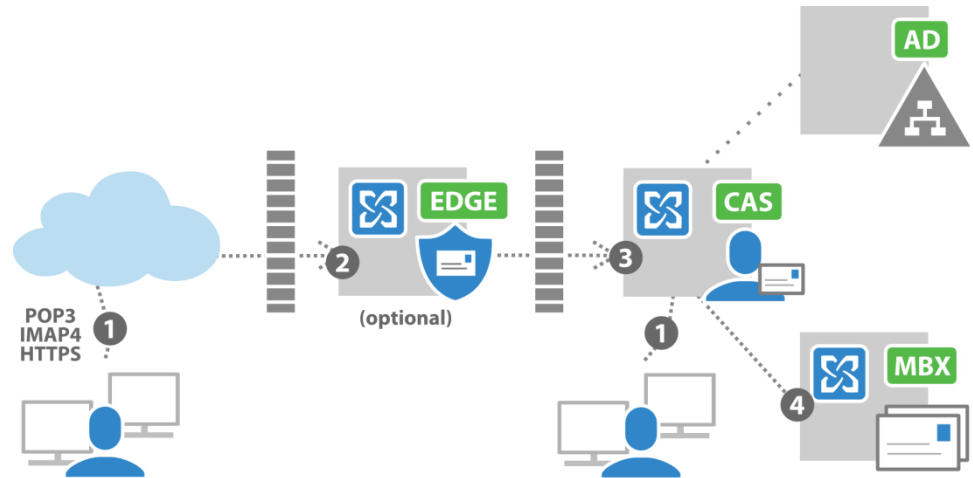 AD
EDGE
CAS
2
3
(optional)
POP3
IMAP4
HTTPS
1
1
MBX
4